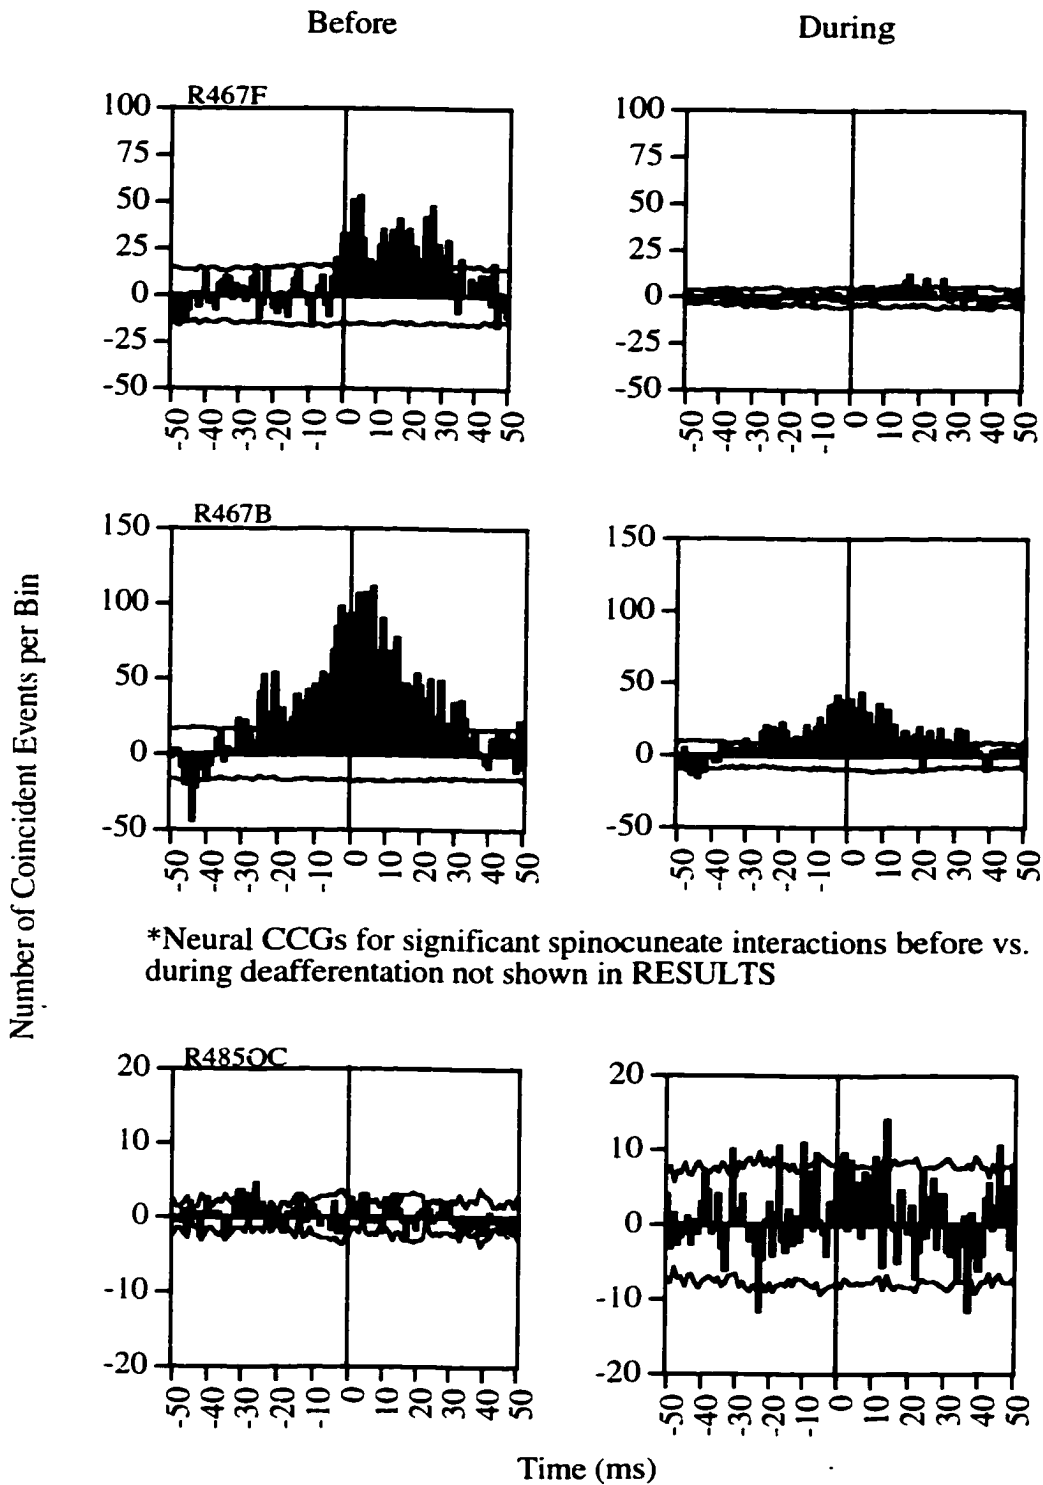 Before
During
R467F
100
75
50
25
0
-25
-50
-50 -40 -30 -20 -10 0 10 20 30 40 50
100
75
50
25
0
-25
-50
-50 -40 -30 -20 -10 0 10 20 30 40 50
R467B
150
100
50
0
-50
-50 -40 -30 -20 -10 0 10 20 30 40 50
150
100
50
0
-50
-50 -40 -30 -20 -10 0 10 20 30 40 50
Number of Coincident Events per Bin
*Neural CCGs for significant spinocuneate interactions before vs.
during deafferentation not shown in RESULTS
R485OC
20
10
0
-10
-20
-50 -40 -30 -20 -10 0 10 20 30 40 50
20
10
0
-10
-20
-50 -40 -30 -20 -10 0 10 20 30 40 50
Time (ms)